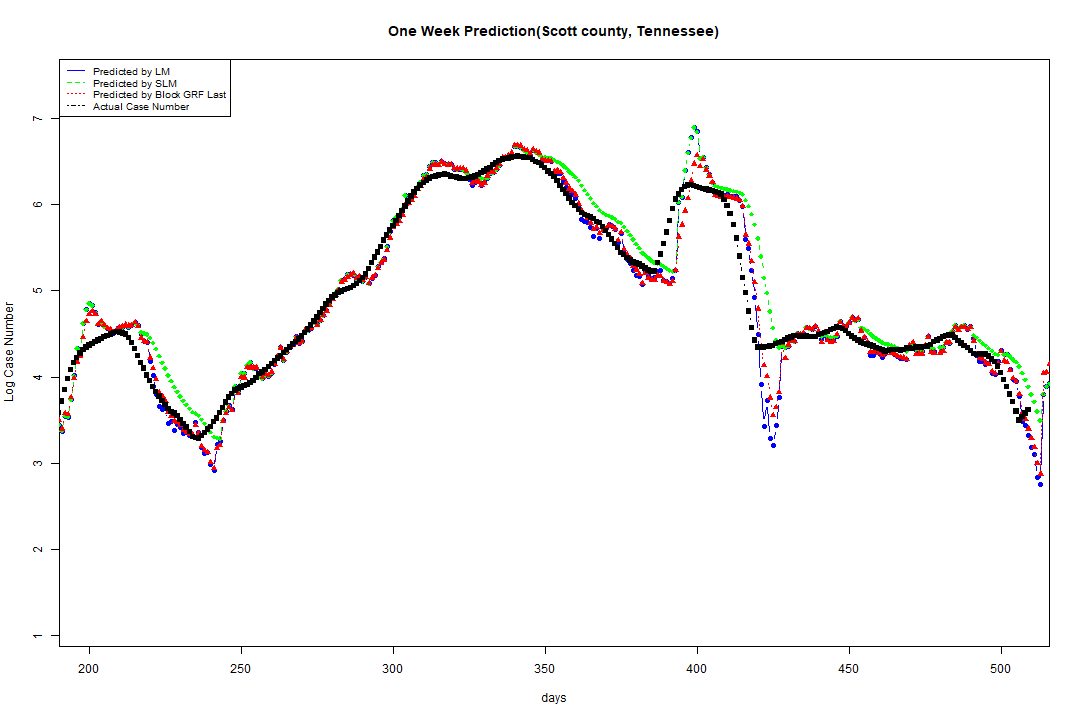 One Week Prediction(Scott county, Tennessee)
Predicted by LM
Predicted by SLM
Predicted by Block GRF Last
Actual Case Number
Log Case Number
7
6
5
4
3
2
1
200 250 300 350 400 450 500
days